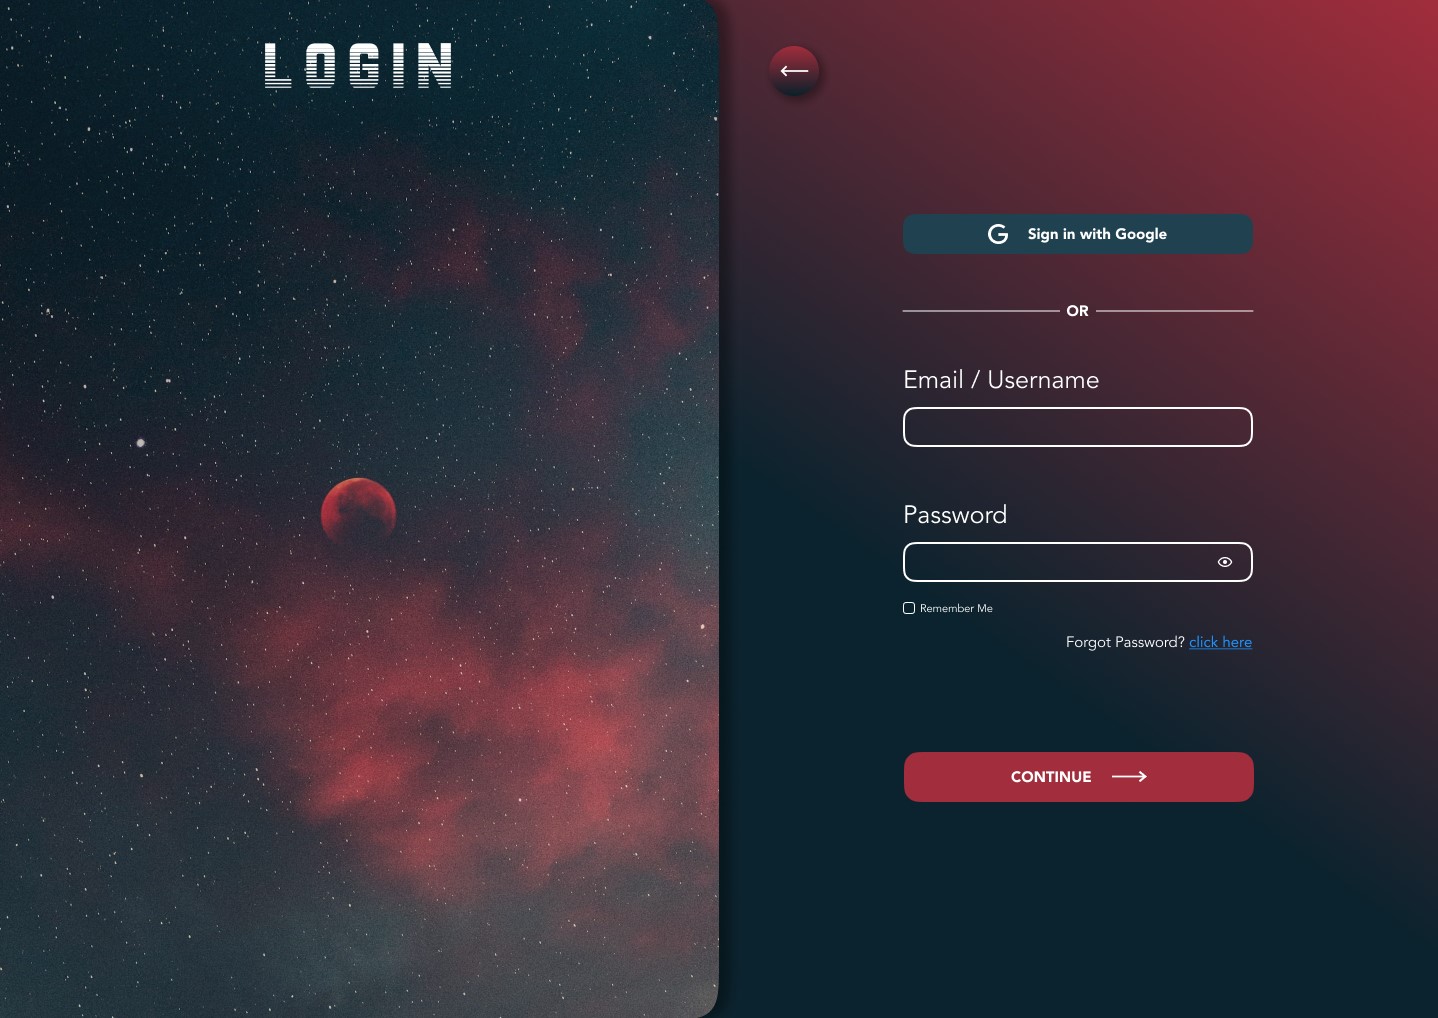 LOGIN
Sign in with Google
OR
Email / Username
Password
Remember Me
Forgot Password? click here
CONTINUE